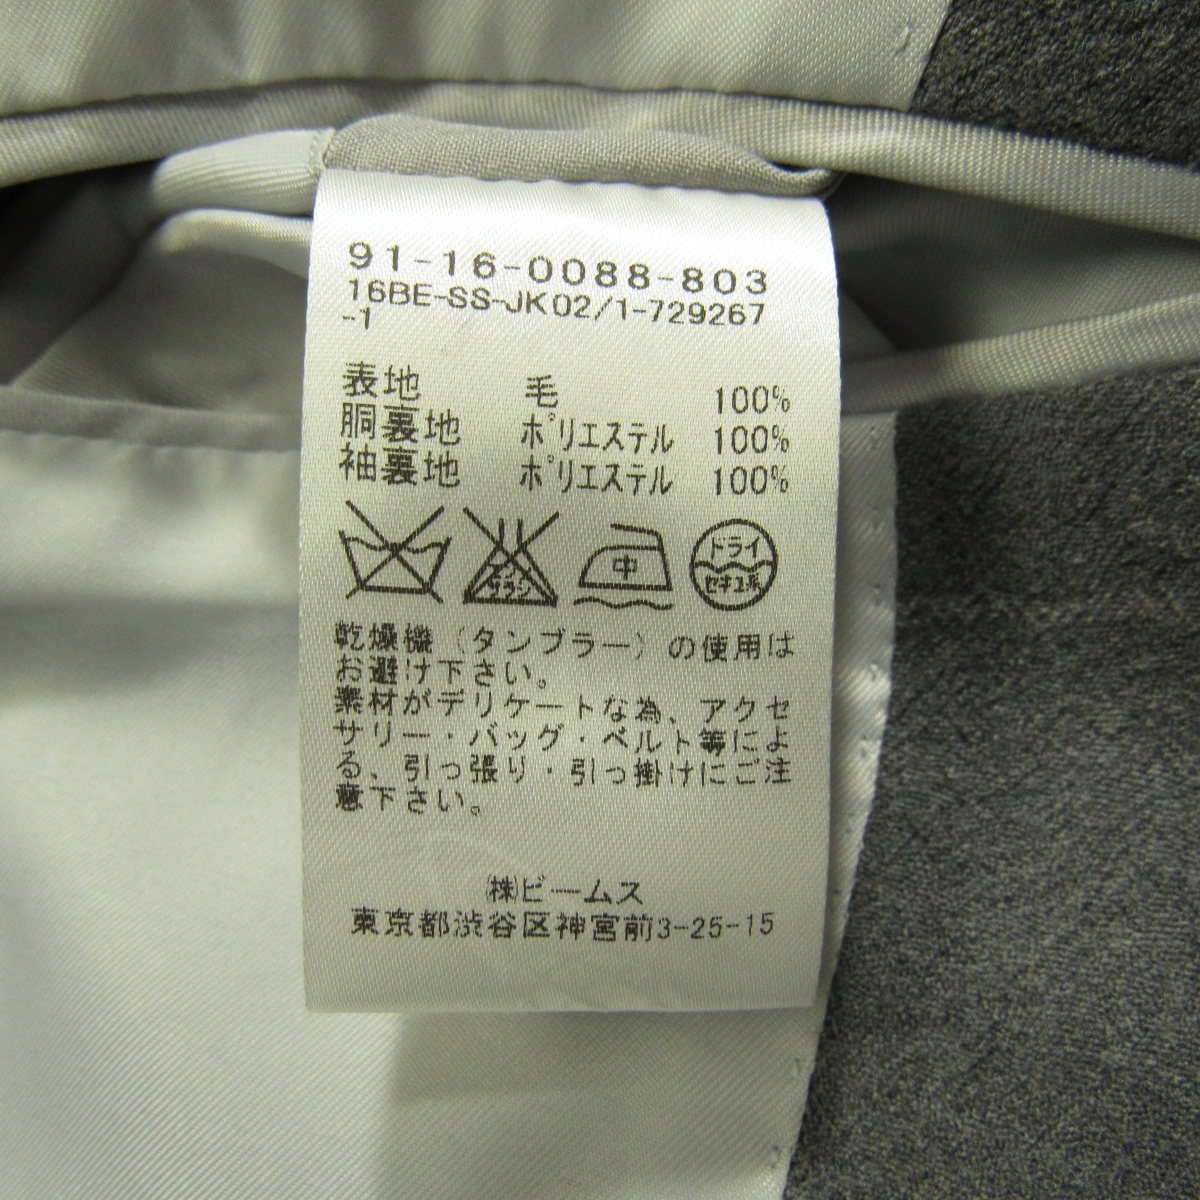 91-16-0088-803
16BE-SS-JK02/1-729267
-1
表地 毛 100%
胴裏地 ポリエステル 100%
袖裏地 ポリエステル 100%
サラシ 中 ドライ
セキユ系
乾燥機（タンブラー）の使用は
お避け下さい。
素材がデリケートな為、アクセ
サリー・バッグ・ベルト等によ
る、引っ張り・引っ掛けにご注
意下さい。
㈱ビームス
東京都渋谷区神宮前3-25-15